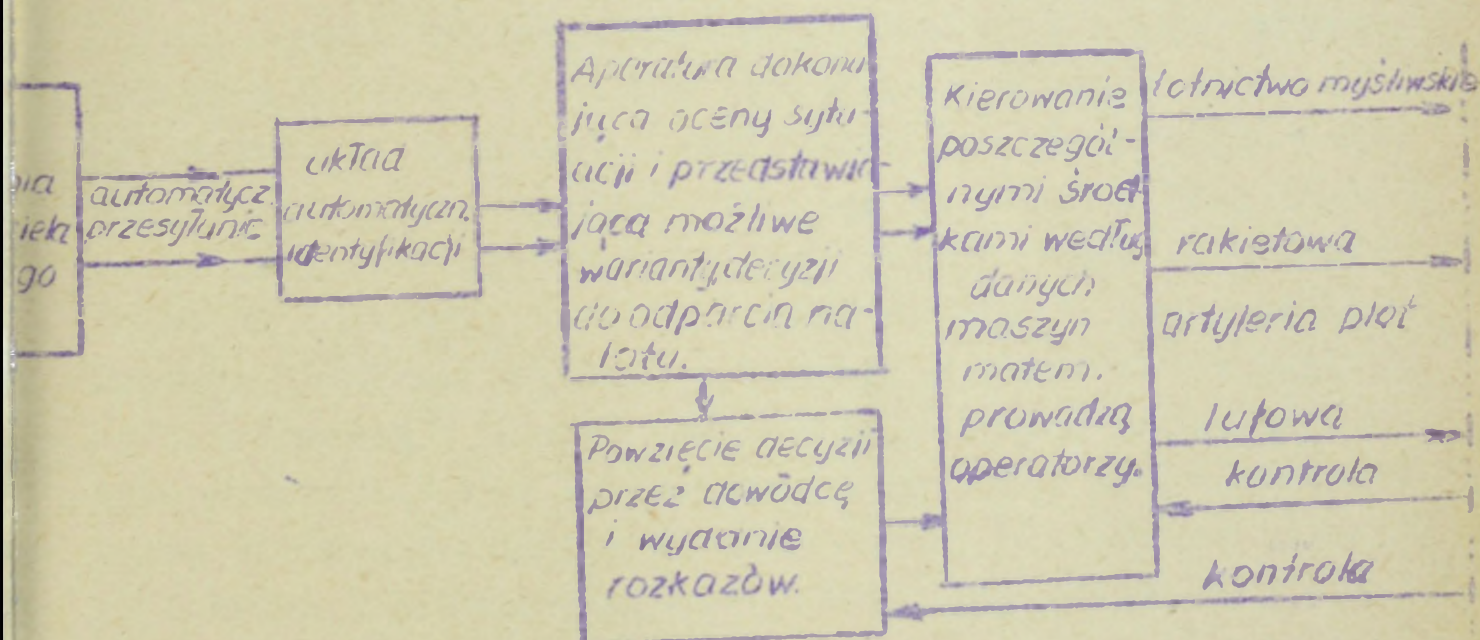 go
automatycz.
przesyłanie
układ
automatyczn.
identyfikacji
Aparatura dokonu
jąca oceny sytu-
acji i przedstawia-
jąca możliwe
warianty decyzji
do odparcia na-
lotu.
Powzięcie decyzji
przez dowódcę
i wydanie
rozkazów.
Kierowanie
poszczegól-
nymi środ-
kami według
danych
maszyn
matem.
prowadzą
operatorzy.
lotnictwo myśliwskie
rakietowa
artyleria plot
lufowa
kontrola
kontrola